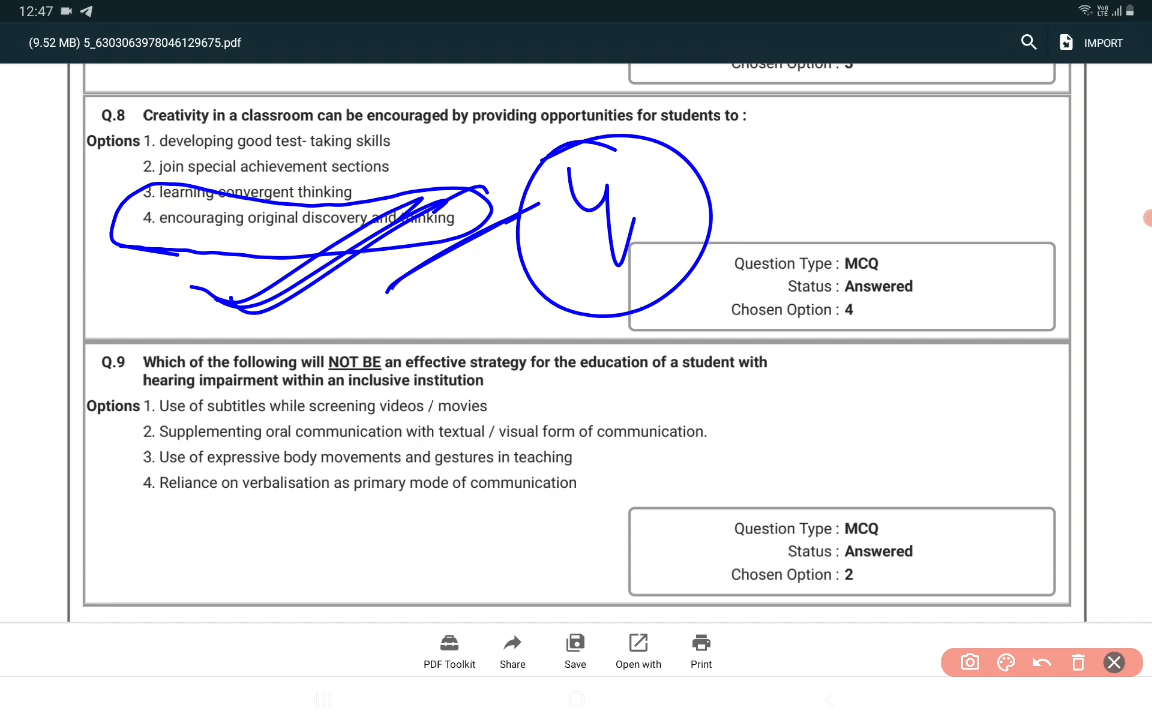 12:47
Vo))
LTE
(9.52 MB) 5_6303063978046129675.pdf
IMPORT
Chosen Option : 3
Q.8 Creativity in a classroom can be encouraged by providing opportunities for students to :
Options 1. developing good test- taking skills
2. join special achievement sections
3. learning convergent thinking
4. encouraging original discovery and thinking
4
Question Type : MCQ
Status : Answered
Chosen Option : 4
Q.9 Which of the following will NOT BE an effective strategy for the education of a student with
hearing impairment within an inclusive institution
Options 1. Use of subtitles while screening videos / movies
2. Supplementing oral communication with textual / visual form of communication.
3. Use of expressive body movements and gestures in teaching
4. Reliance on verbalisation as primary mode of communication
Question Type : MCQ
Status : Answered
Chosen Option : 2
PDF Toolkit
Share
Save
Open with
Print